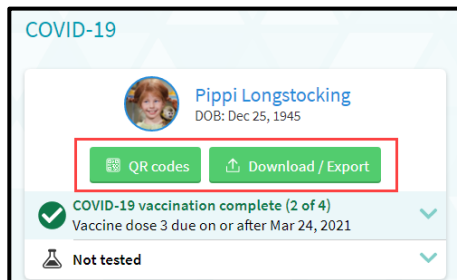 COVID-19
Pippi Longstocking
DOB: Dec 25, 1945
QR codes
Download / Export
COVID-19 vaccination complete (2 of 4)
Vaccine dose 3 due on or after Mar 24, 2021
Not tested